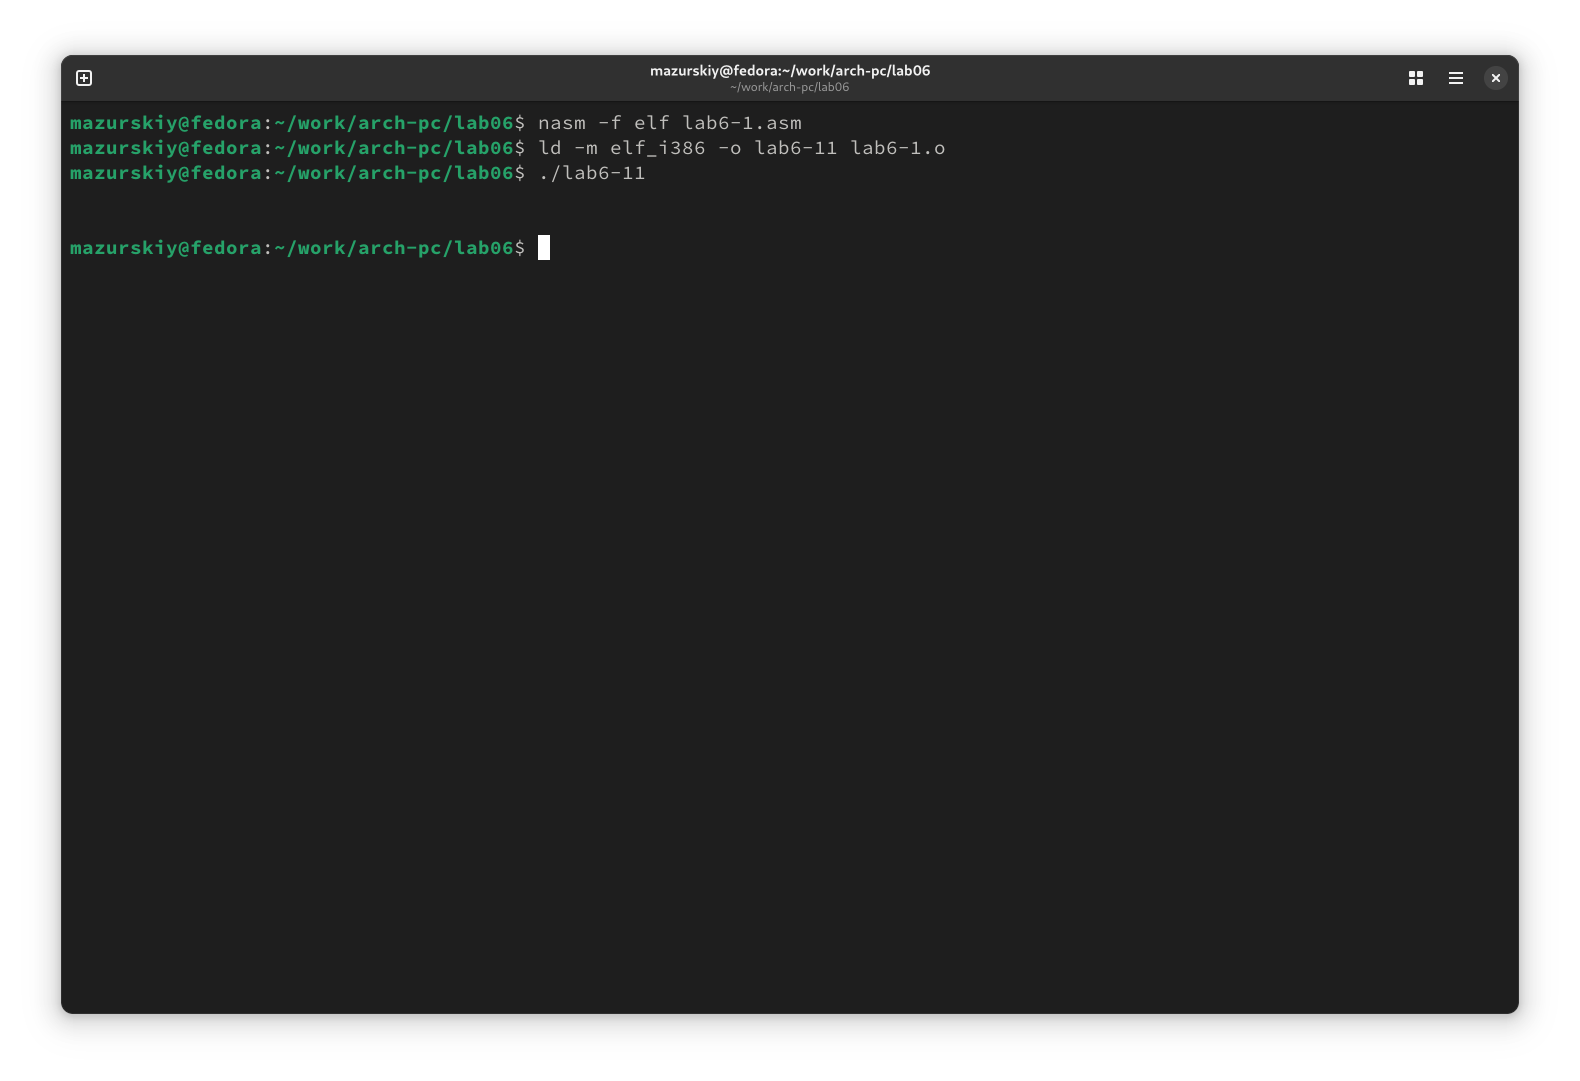 mazurskiy@fedora:~/work/arch-pc/lab06
~/work/arch-pc/lab06
mazurskiy@fedora:~/work/arch-pc/lab06$ nasm -f elf lab6-1.asm
mazurskiy@fedora:~/work/arch-pc/lab06$ ld -m elf_i386 -o lab6-11 lab6-1.o
mazurskiy@fedora:~/work/arch-pc/lab06$ ./lab6-11
mazurskiy@fedora:~/work/arch-pc/lab06$